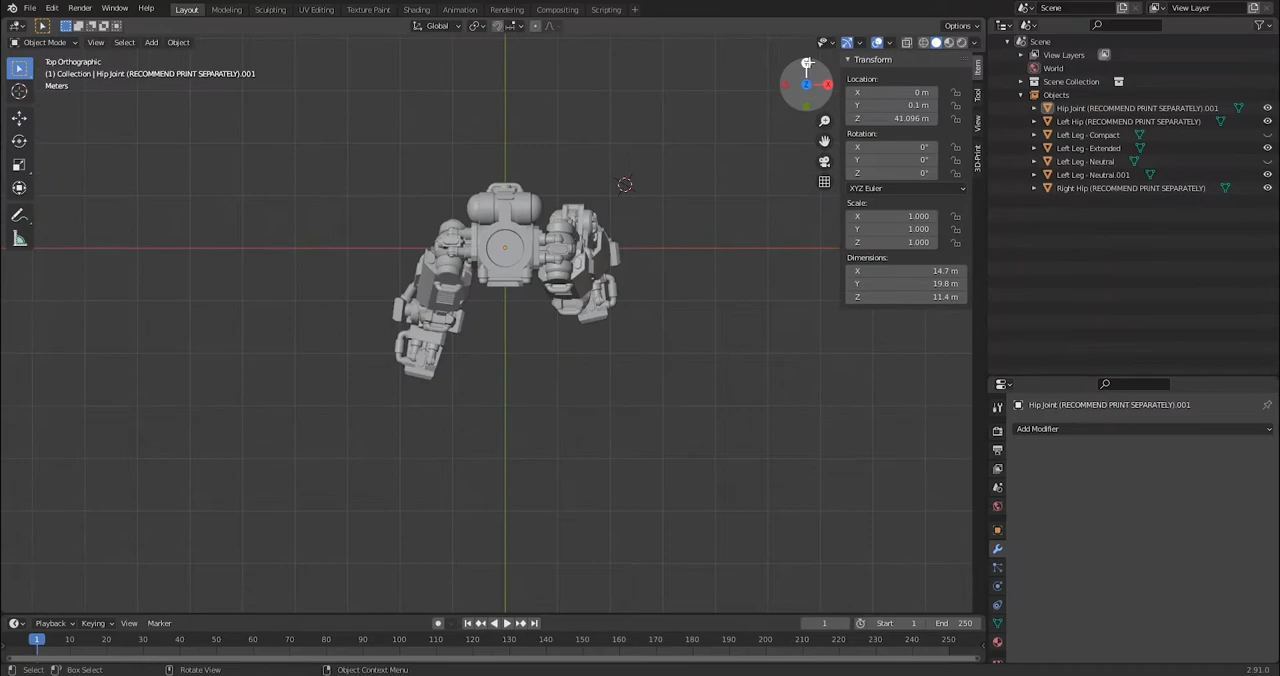 File Edit Render Window Help Layout Modeling Sculpting UV Editing Texture Paint Shading Animation Rendering Compositing Scripting + Scene View Layer
Global Options
Object Mode View Select Add Object
Top Orthographic
(1) Collection | Hip Joint (RECOMMEND PRINT SEPARATELY).001
Meters
Z
X
Transform
Location:
X 0 m
Y 0.1 m
Z 41.096 m
Rotation:
X 0°
Y 0°
Z 0°
XYZ Euler
Scale:
X 1.000
Y 1.000
Z 1.000
Dimensions:
X 14.7 m
Y 19.8 m
Z 11.4 m
Item
Tool
View
3D-Print
Scene
View Layers
World
Scene Collection
Objects
Hip Joint (RECOMMEND PRINT SEPARATELY).001
Left Hip (RECOMMEND PRINT SEPARATELY)
Left Leg - Compact
Left Leg - Extended
Left Leg - Neutral
Left Leg - Neutral.001
Right Hip (RECOMMEND PRINT SEPARATELY)
Hip Joint (RECOMMEND PRINT SEPARATELY).001
Add Modifier
Playback Keying View Marker 1 Start 1 End 250
1 10 20 30 40 50 60 70 80 90 100 110 120 130 140 150 160 170 180 190 200 210 220 230 240 250
Select Box Select Rotate View Object Context Menu 2.91.0